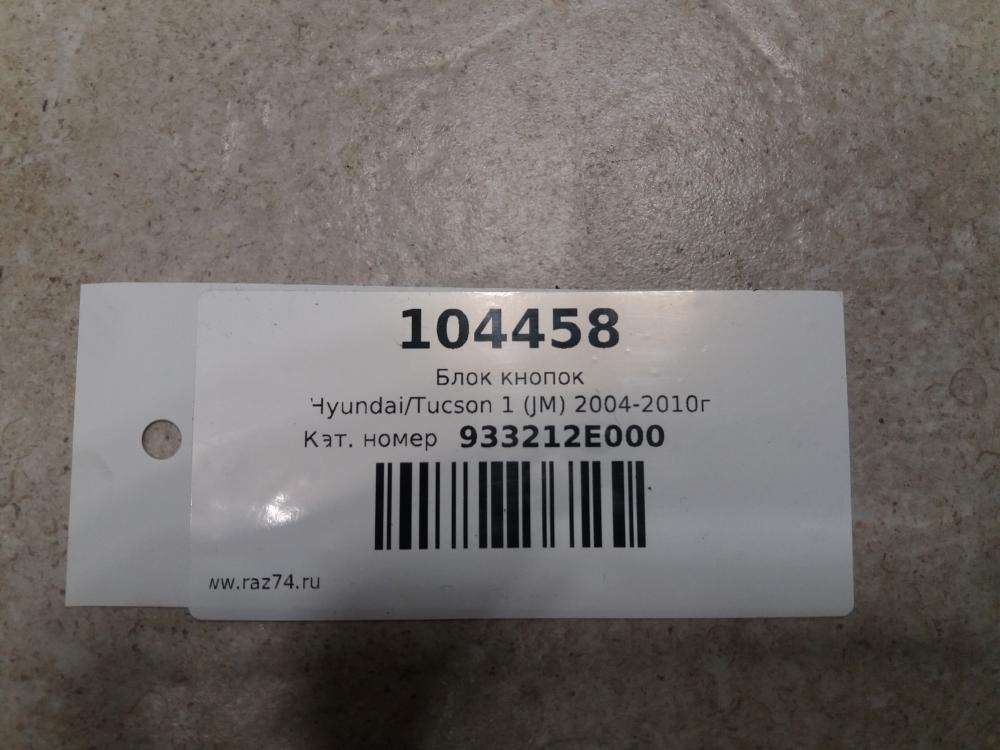 104458
Блок кнопок
Hyundai/Tucson 1 (JM) 2004-2010г
Кат. номер 933212E000
ww.raz74.ru